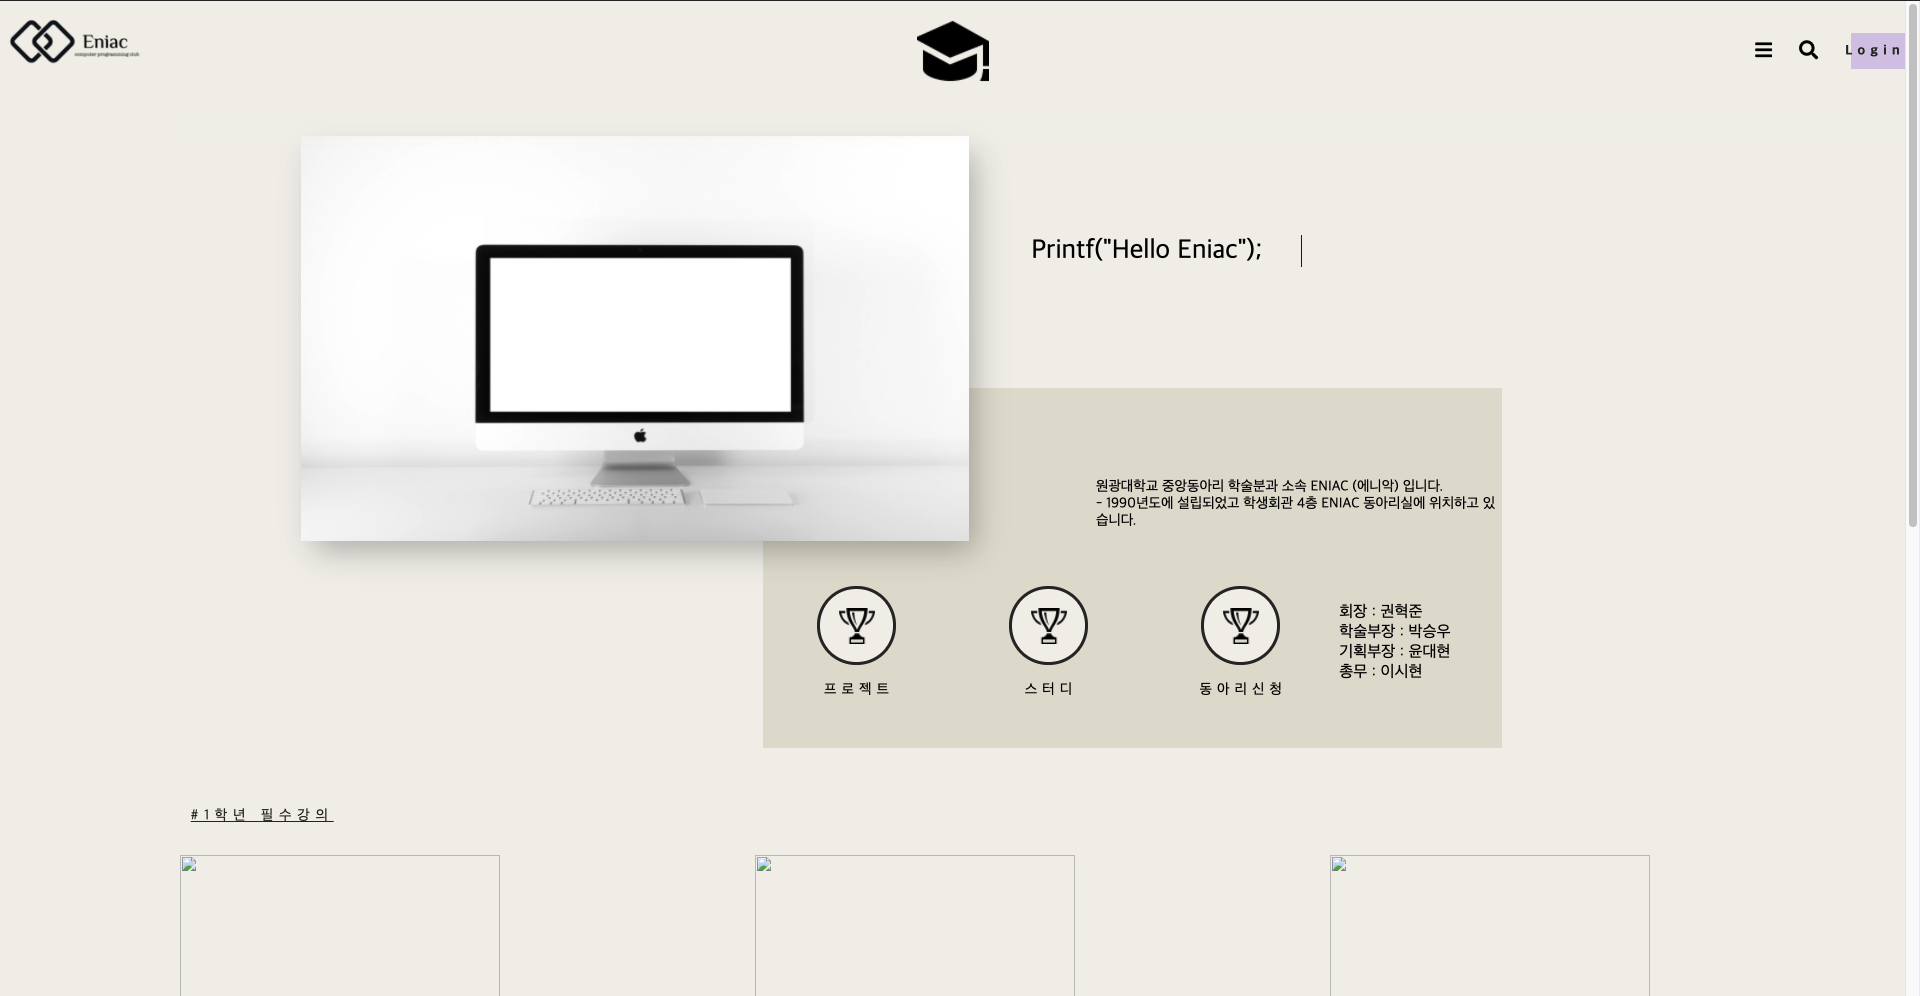 Eniac
computer programming club
Login
Printf("Hello Eniac");
원광대학교 중앙동아리 학술분과 소속 ENIAC (에니악) 입니다.
- 1990년도에 설립되었고 학생회관 4층 ENIAC 동아리실에 위치하고 있
습니다.
프로젝트
스터디
동아리신청
회장 : 권혁준
학술부장 : 박승우
기획부장 : 윤대현
총무 : 이시현
#1학년 필수강의